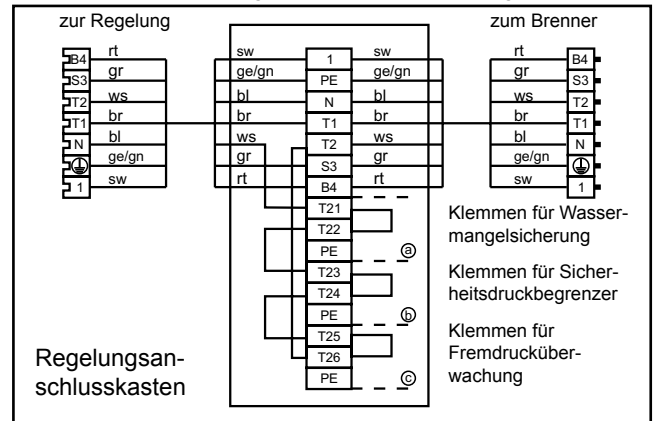 zur Regelung
zum Brenner
B4 rt
S3 gr
T2 ws
T1 br
N bl
ge/gn
1 sw
sw 1 sw
ge/gn PE ge/gn
bl N bl
br T1 br
ws T2 ws
gr S3 gr
rt B4 rt
T21
T22
PE a
T23
T24
PE b
T25
T26
PE c
rt B4
gr S3
ws T2
br T1
bl N
ge/gn
sw 1
Klemmen für Wasser-
mangelsicherung
Klemmen für Sicher-
heitsdruckbegrenzer
Klemmen für
Fremddrucküber-
wachung
Regelungsan-
schlusskasten